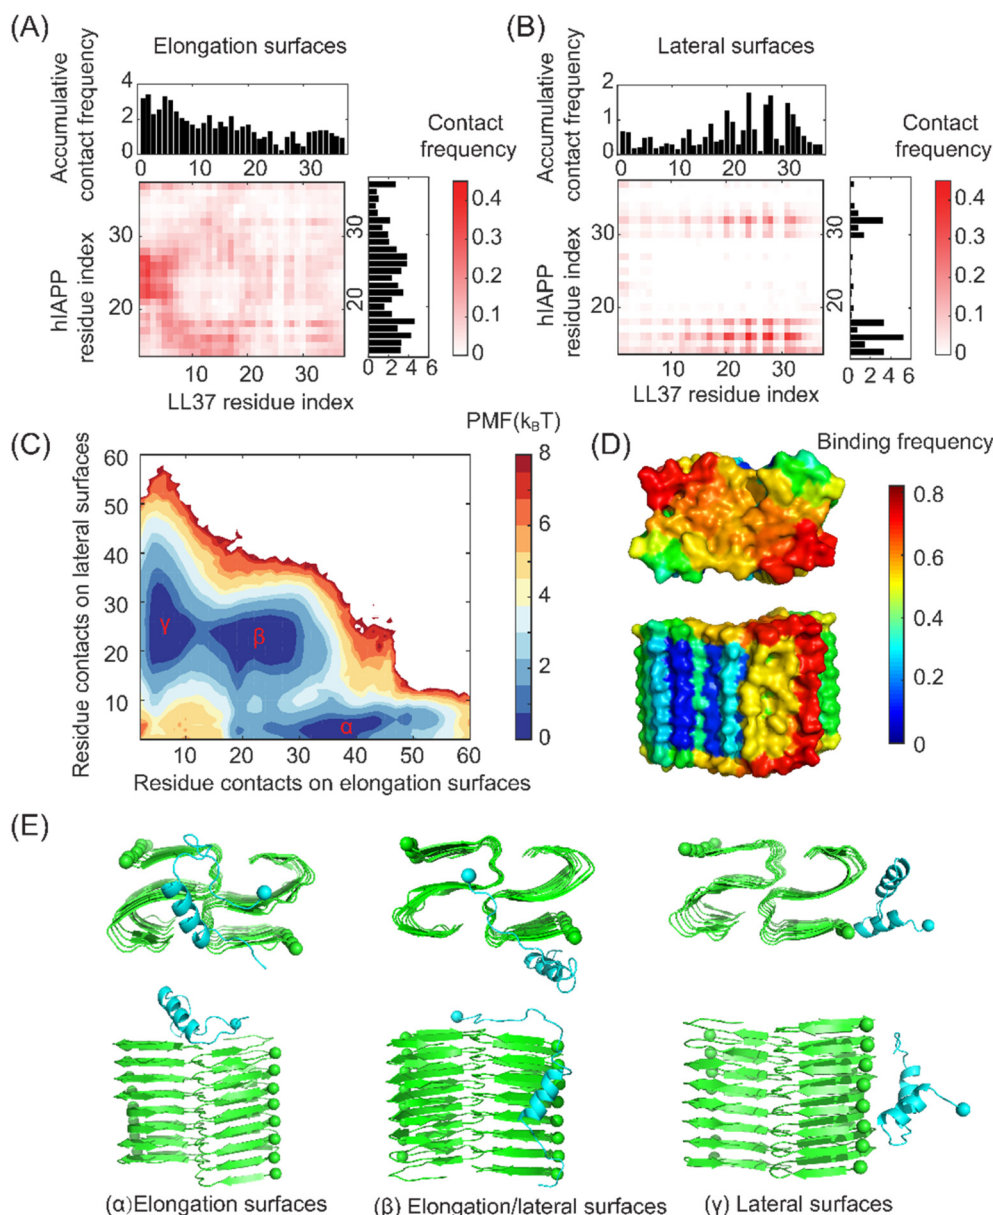 (A)
Elongation surfaces
Accumulative
contact frequency
4
2
0
10
20
30
Contact
frequency
0.4
0.3
0.2
0.1
0
hIAPP
residue index
30
20
30
20
10
20
30
0 2 4 6
LL37 residue index
(B)
Lateral surfaces
Accumulative
contact frequency
2
1
0
10
20
30
Contact
frequency
0.4
0.3
0.2
0.1
0
hIAPP
residue index
30
20
30
20
10
20
30
0 2 4 6
LL37 residue index
(C)
PMF(kBT)
8
6
4
2
0
Residue contacts on lateral surfaces
60
50
40
30
20
10
γ
β
α
10 20 30 40 50 60
Residue contacts on elongation surfaces
(D)
Binding frequency
0.8
0.6
0.4
0.2
0
(E)
(α)Elongation surfaces
(β) Elongation/lateral surfaces
(γ) Lateral surfaces